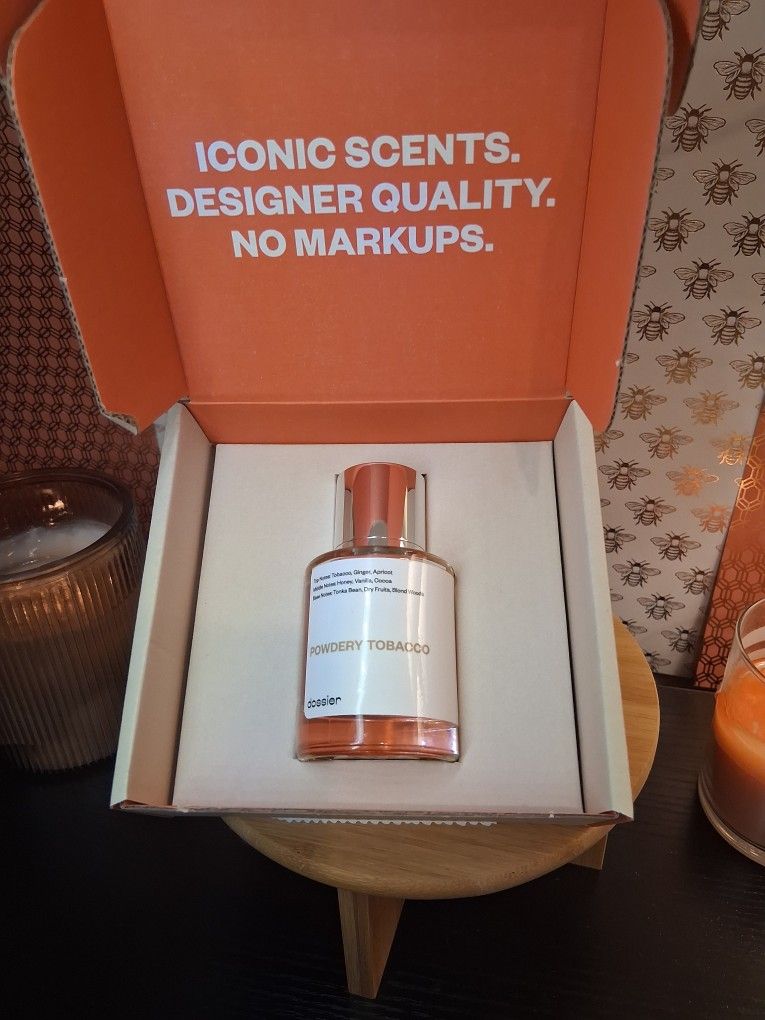 ICONIC SCENTS.
DESIGNER QUALITY.
NO MARKUPS.
Top Notes: Tobacco, Ginger, Apricot
Middle Notes: Honey, Vanilla, Cocoa
Base Notes: Tonka Bean, Dry Fruits, Blond Woods
POWDERY TOBACCO
dossier